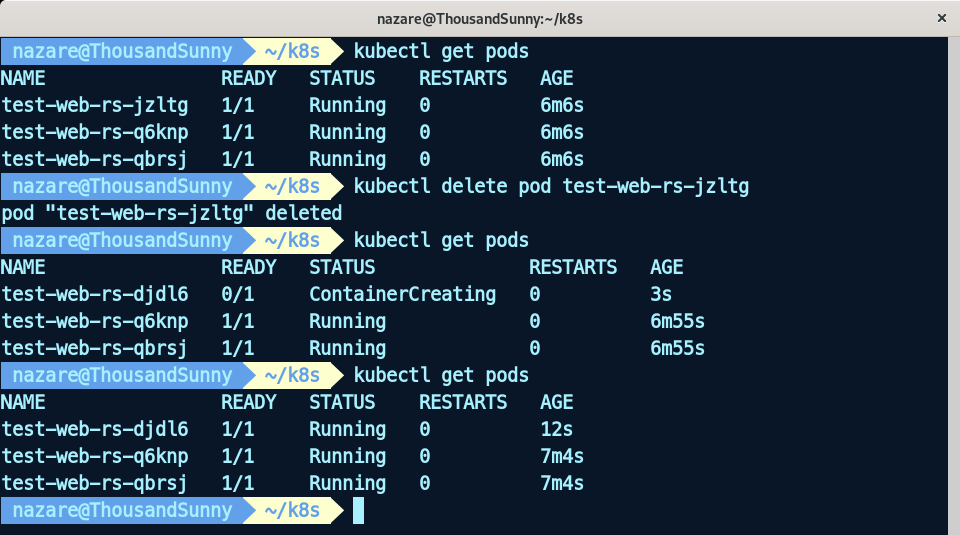 nazare@ThousandSunny:~/k8s ×
nazare@ThousandSunny ~/k8s kubectl get pods
NAME READY STATUS RESTARTS AGE
test-web-rs-jzltg 1/1 Running 0 6m6s
test-web-rs-q6knp 1/1 Running 0 6m6s
test-web-rs-qbrsj 1/1 Running 0 6m6s
nazare@ThousandSunny ~/k8s kubectl delete pod test-web-rs-jzltg
pod "test-web-rs-jzltg" deleted
nazare@ThousandSunny ~/k8s kubectl get pods
NAME READY STATUS RESTARTS AGE
test-web-rs-djdl6 0/1 ContainerCreating 0 3s
test-web-rs-q6knp 1/1 Running 0 6m55s
test-web-rs-qbrsj 1/1 Running 0 6m55s
nazare@ThousandSunny ~/k8s kubectl get pods
NAME READY STATUS RESTARTS AGE
test-web-rs-djdl6 1/1 Running 0 12s
test-web-rs-q6knp 1/1 Running 0 7m4s
test-web-rs-qbrsj 1/1 Running 0 7m4s
nazare@ThousandSunny ~/k8s